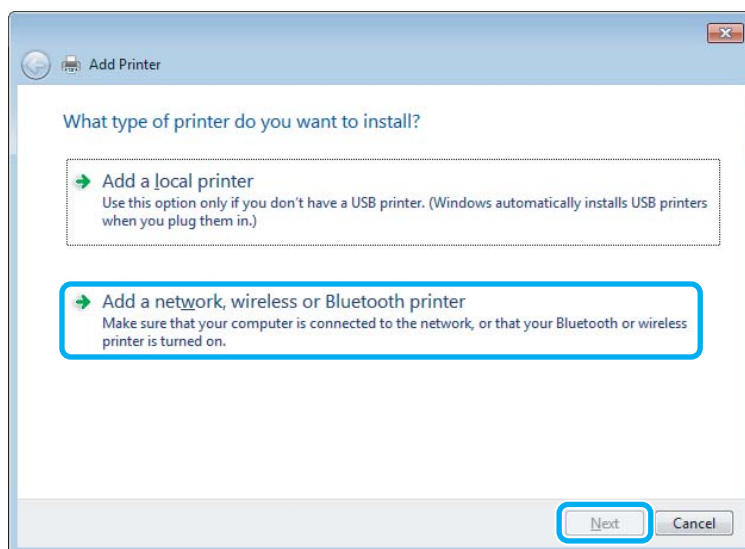 Add Printer
What type of printer do you want to install?
Add a local printer
Use this option only if you don't have a USB printer. (Windows automatically installs USB printers
when you plug them in.)
Add a network, wireless or Bluetooth printer
Make sure that your computer is connected to the network, or that your Bluetooth or wireless
printer is turned on.
Next Cancel